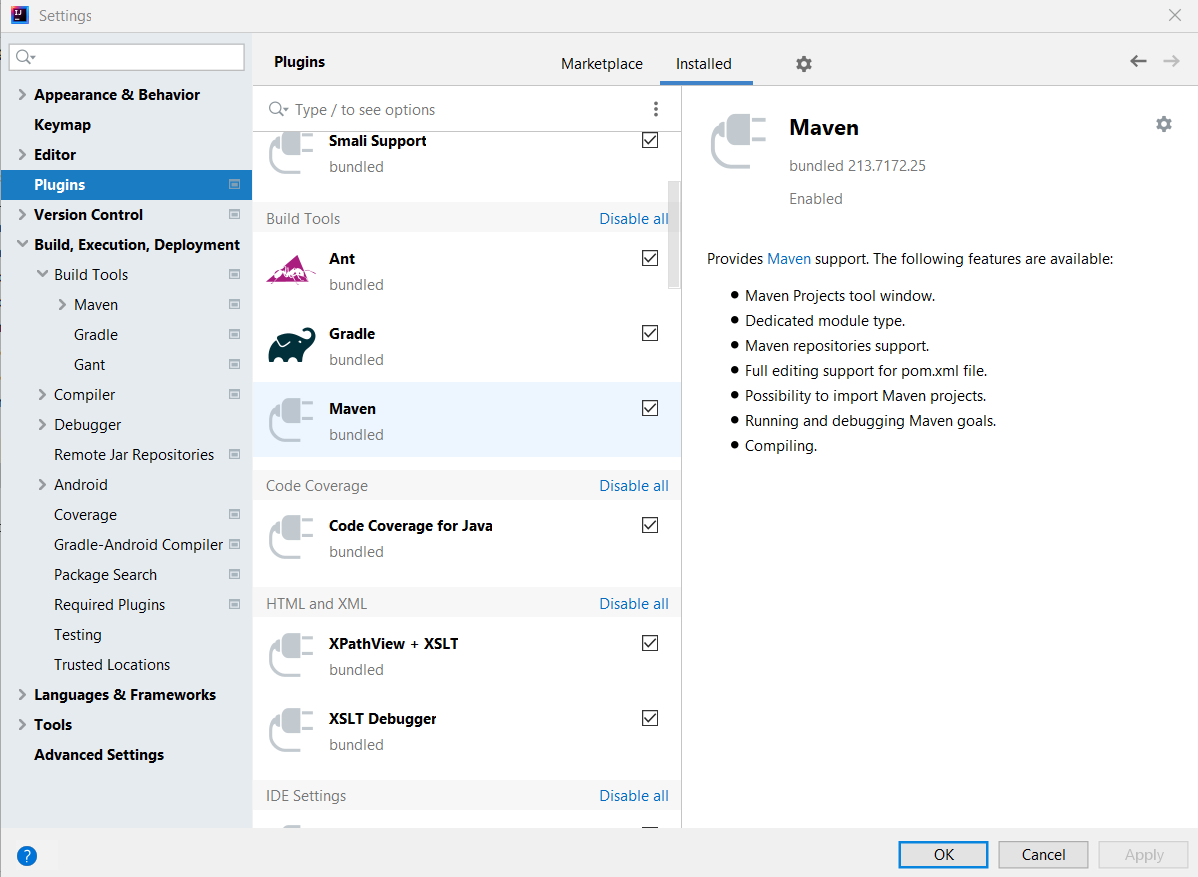 IJ
Settings
Appearance & Behavior
Keymap
Editor
Plugins
Version Control
Build, Execution, Deployment
Build Tools
Maven
Gradle
Gant
Compiler
Debugger
Remote Jar Repositories
Android
Coverage
Gradle-Android Compiler
Package Search
Required Plugins
Testing
Trusted Locations
Languages & Frameworks
Tools
Advanced Settings
?
Plugins
Marketplace
Installed
Type / to see options
Smali Support
bundled
Build Tools
Disable all
Ant
bundled
Gradle
bundled
Maven
bundled
Code Coverage
Disable all
Code Coverage for Java
bundled
HTML and XML
Disable all
XPathView + XSLT
bundled
XSLT Debugger
bundled
IDE Settings
Disable all
Maven
bundled 213.7172.25
Enabled
Provides Maven support. The following features are available:
Maven Projects tool window.
Dedicated module type.
Maven repositories support.
Full editing support for pom.xml file.
Possibility to import Maven projects.
Running and debugging Maven goals.
Compiling.
OK
Cancel
Apply